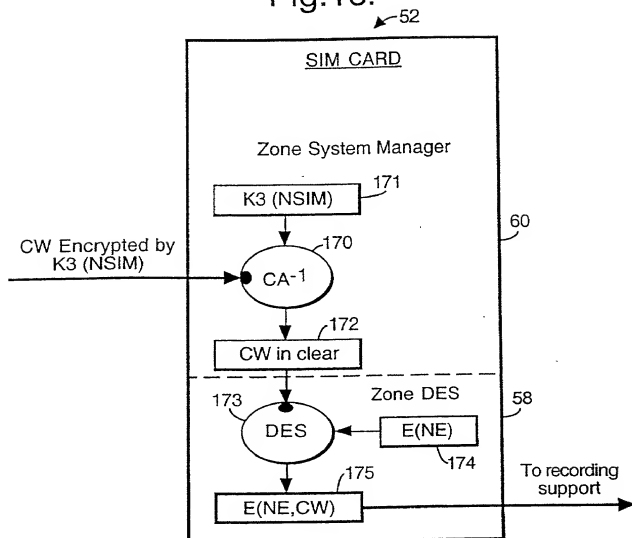 52
SIM CARD
Zone System Manager
171
K3 (NSIM)
CW Encrypted by
K3 (NSIM)
170
60
CA-1
172
CW in clear
173
Zone DES
58
DES
E(NE)
174
175
To recording
support
E(NE,CW)